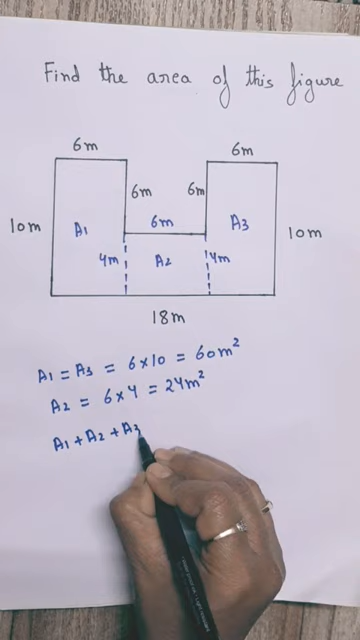 Find the area of this figure
6m
6m
6m
6m
6m
10m
A1
A3
10m
4m
A2
4m
18m
A1 = A3 = 6×10 = 60m²
A2 = 6×4 = 24m²
A1 + A2 + A3